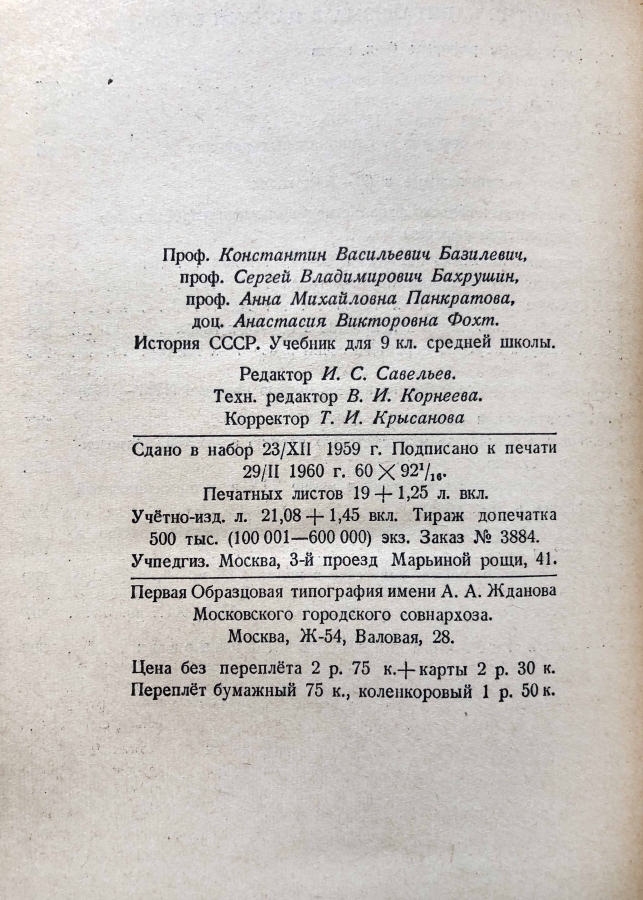 Проф. Константин Васильевич Базилевич,
проф. Сергей Владимирович Бахрушин,
проф. Анна Михайловна Панкратова,
доц. Анастасия Викторовна Фохт.
История СССР. Учебник для 9 кл. средней школы.
Редактор И. С. Савельев.
Техн. редактор В. И. Корнеева.
Корректор Т. И. Крысанова
Сдано в набор 23/XII 1959 г. Подписано к печати
29/II 1960 г. 60 × 92¹/₁₆.
Печатных листов 19 + 1,25 л. вкл.
Учётно-изд. л. 21,08 + 1,45 вкл. Тираж допечатка
500 тыс. (100 001—600 000) экз. Заказ № 3884.
Учпедгиз. Москва, 3-й проезд Марьиной рощи, 41.
Первая Образцовая типография имени А. А. Жданова
Московского городского совнархоза.
Москва, Ж-54, Валовая, 28.
Цена без переплёта 2 р. 75 к.+карты 2 р. 30 к.
Переплёт бумажный 75 к., коленкоровый 1 р. 50 к.